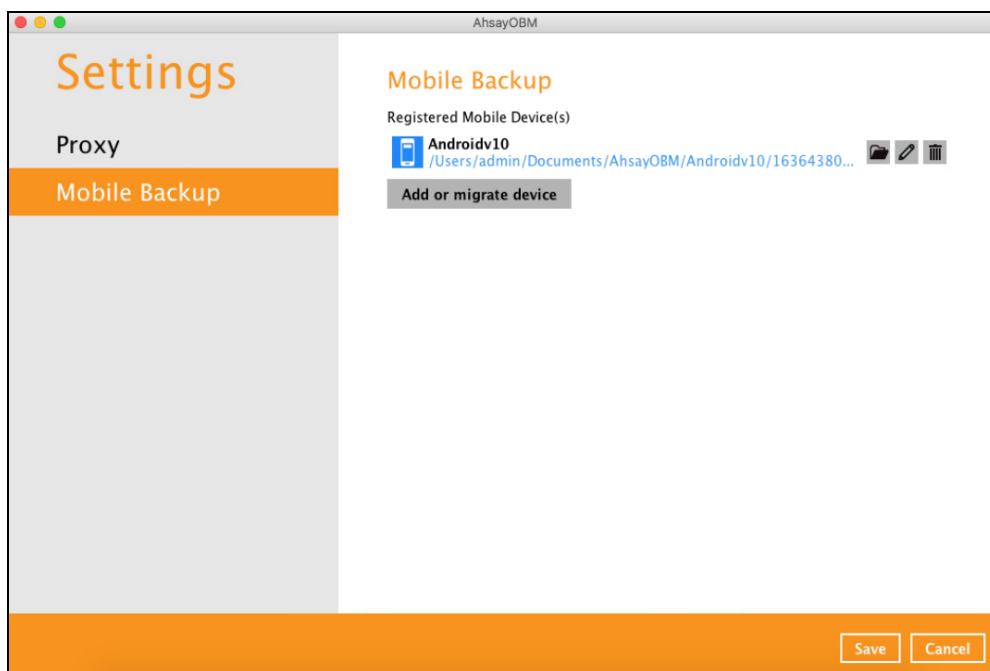 AhsayOBM
Settings
Proxy
Mobile Backup
Mobile Backup
Registered Mobile Device(s)
Androidv10
/Users/admin/Documents/AhsayOBM/Androidv10/16364380...
Add or migrate device
Save Cancel